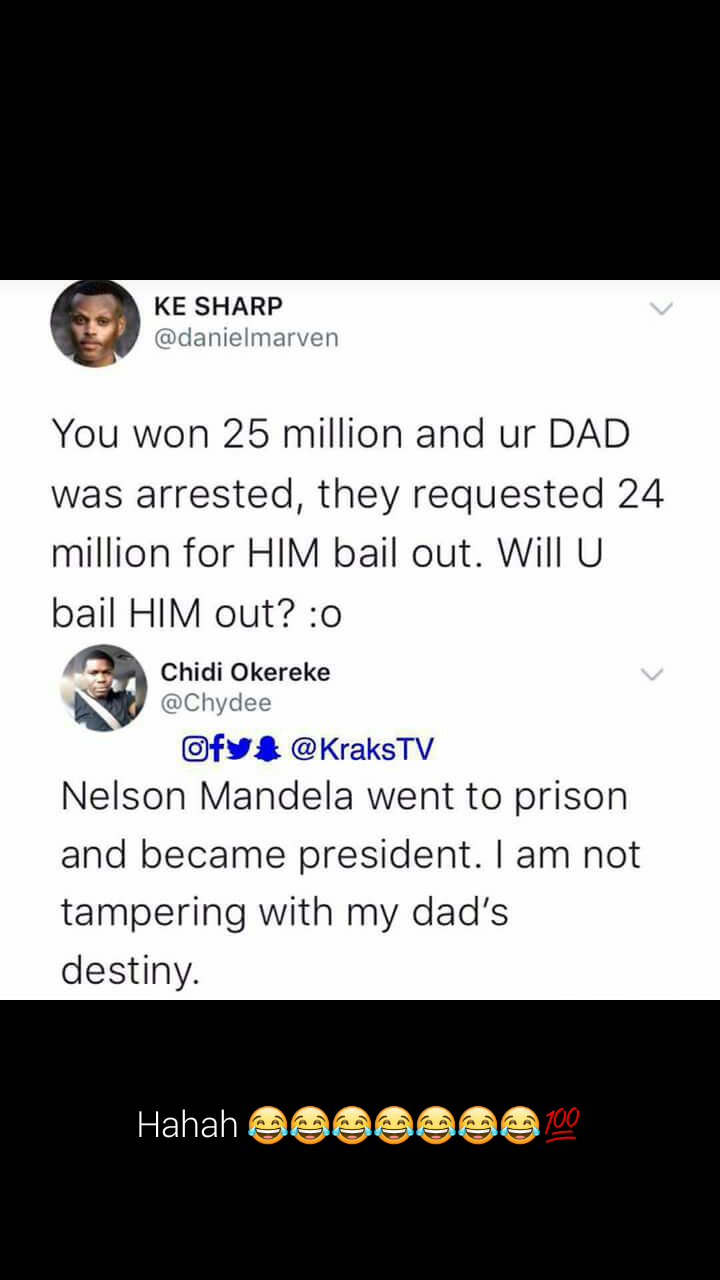 KE SHARP
@danielmarven
You won 25 million and ur DAD
was arrested, they requested 24
million for HIM bail out. Will U
bail HIM out? :o
Chidi Okereke
@Chydee
@KraksTV
Nelson Mandela went to prison
and became president. I am not
tampering with my dad's
destiny.
Hahah 😂😂😂😂😂😂😂💯